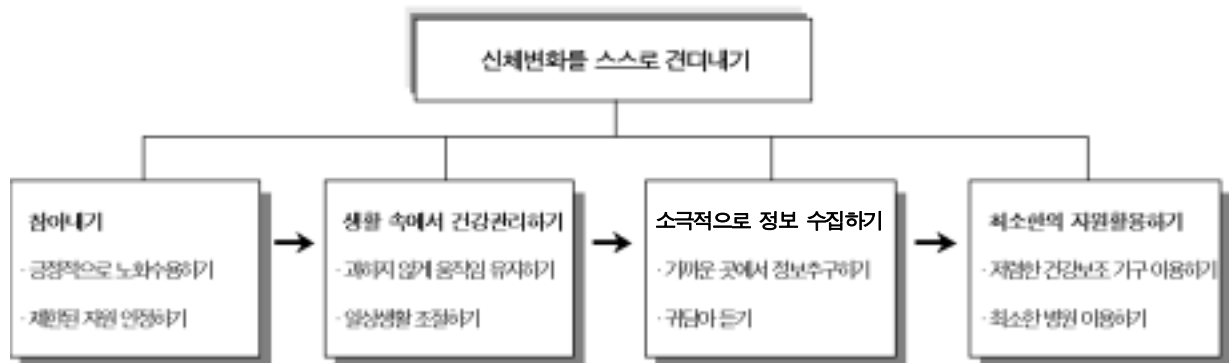 신체변화를 스스로 견뎌내기
참아내기
· 긍정적으로 노화수용하기
· 제한된 자원 인정하기
생활 속에서 건강관리하기
· 과하지 않게 움직임 유지하기
· 일상생활 조절하기
소극적으로 정보 수집하기
· 가까운 곳에서 정보추구하기
· 귀담아 듣기
최소한의 자원활용하기
· 저렴한 건강보조 기구 이용하기
· 최소한 병원 이용하기